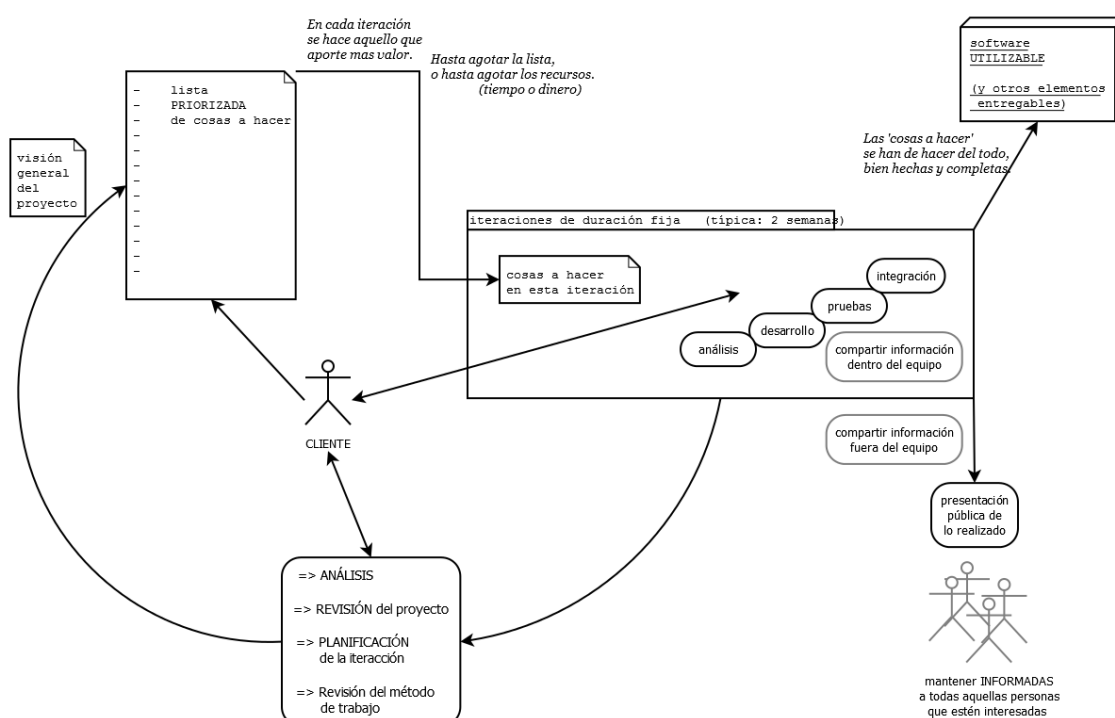 En cada iteración
se hace aquello que
aporte mas valor.
Hasta agotar la lista,
o hasta agotar los recursos.
(tiempo o dinero)
software
UTILIZABLE
(y otros elementos
entregables)
- lista
- PRIORIZADA
- de cosas a hacer
-
-
-
-
-
-
-
-
-
-
visión
general
del
proyecto
Las 'cosas a hacer'
se han de hacer del todo,
bien hechas y completas.
iteraciones de duración fija (típica: 2 semanas)
cosas a hacer
en esta iteración
integración
pruebas
desarrollo
análisis
compartir información
dentro del equipo
CLIENTE
compartir información
fuera del equipo
presentación
pública de
lo realizado
=> ANÁLISIS
=> REVISIÓN del proyecto
=> PLANIFICACIÓN
de la iteracción
=> Revisión del método
de trabajo
mantener INFORMADAS
a todas aquellas personas
que estén interesadas